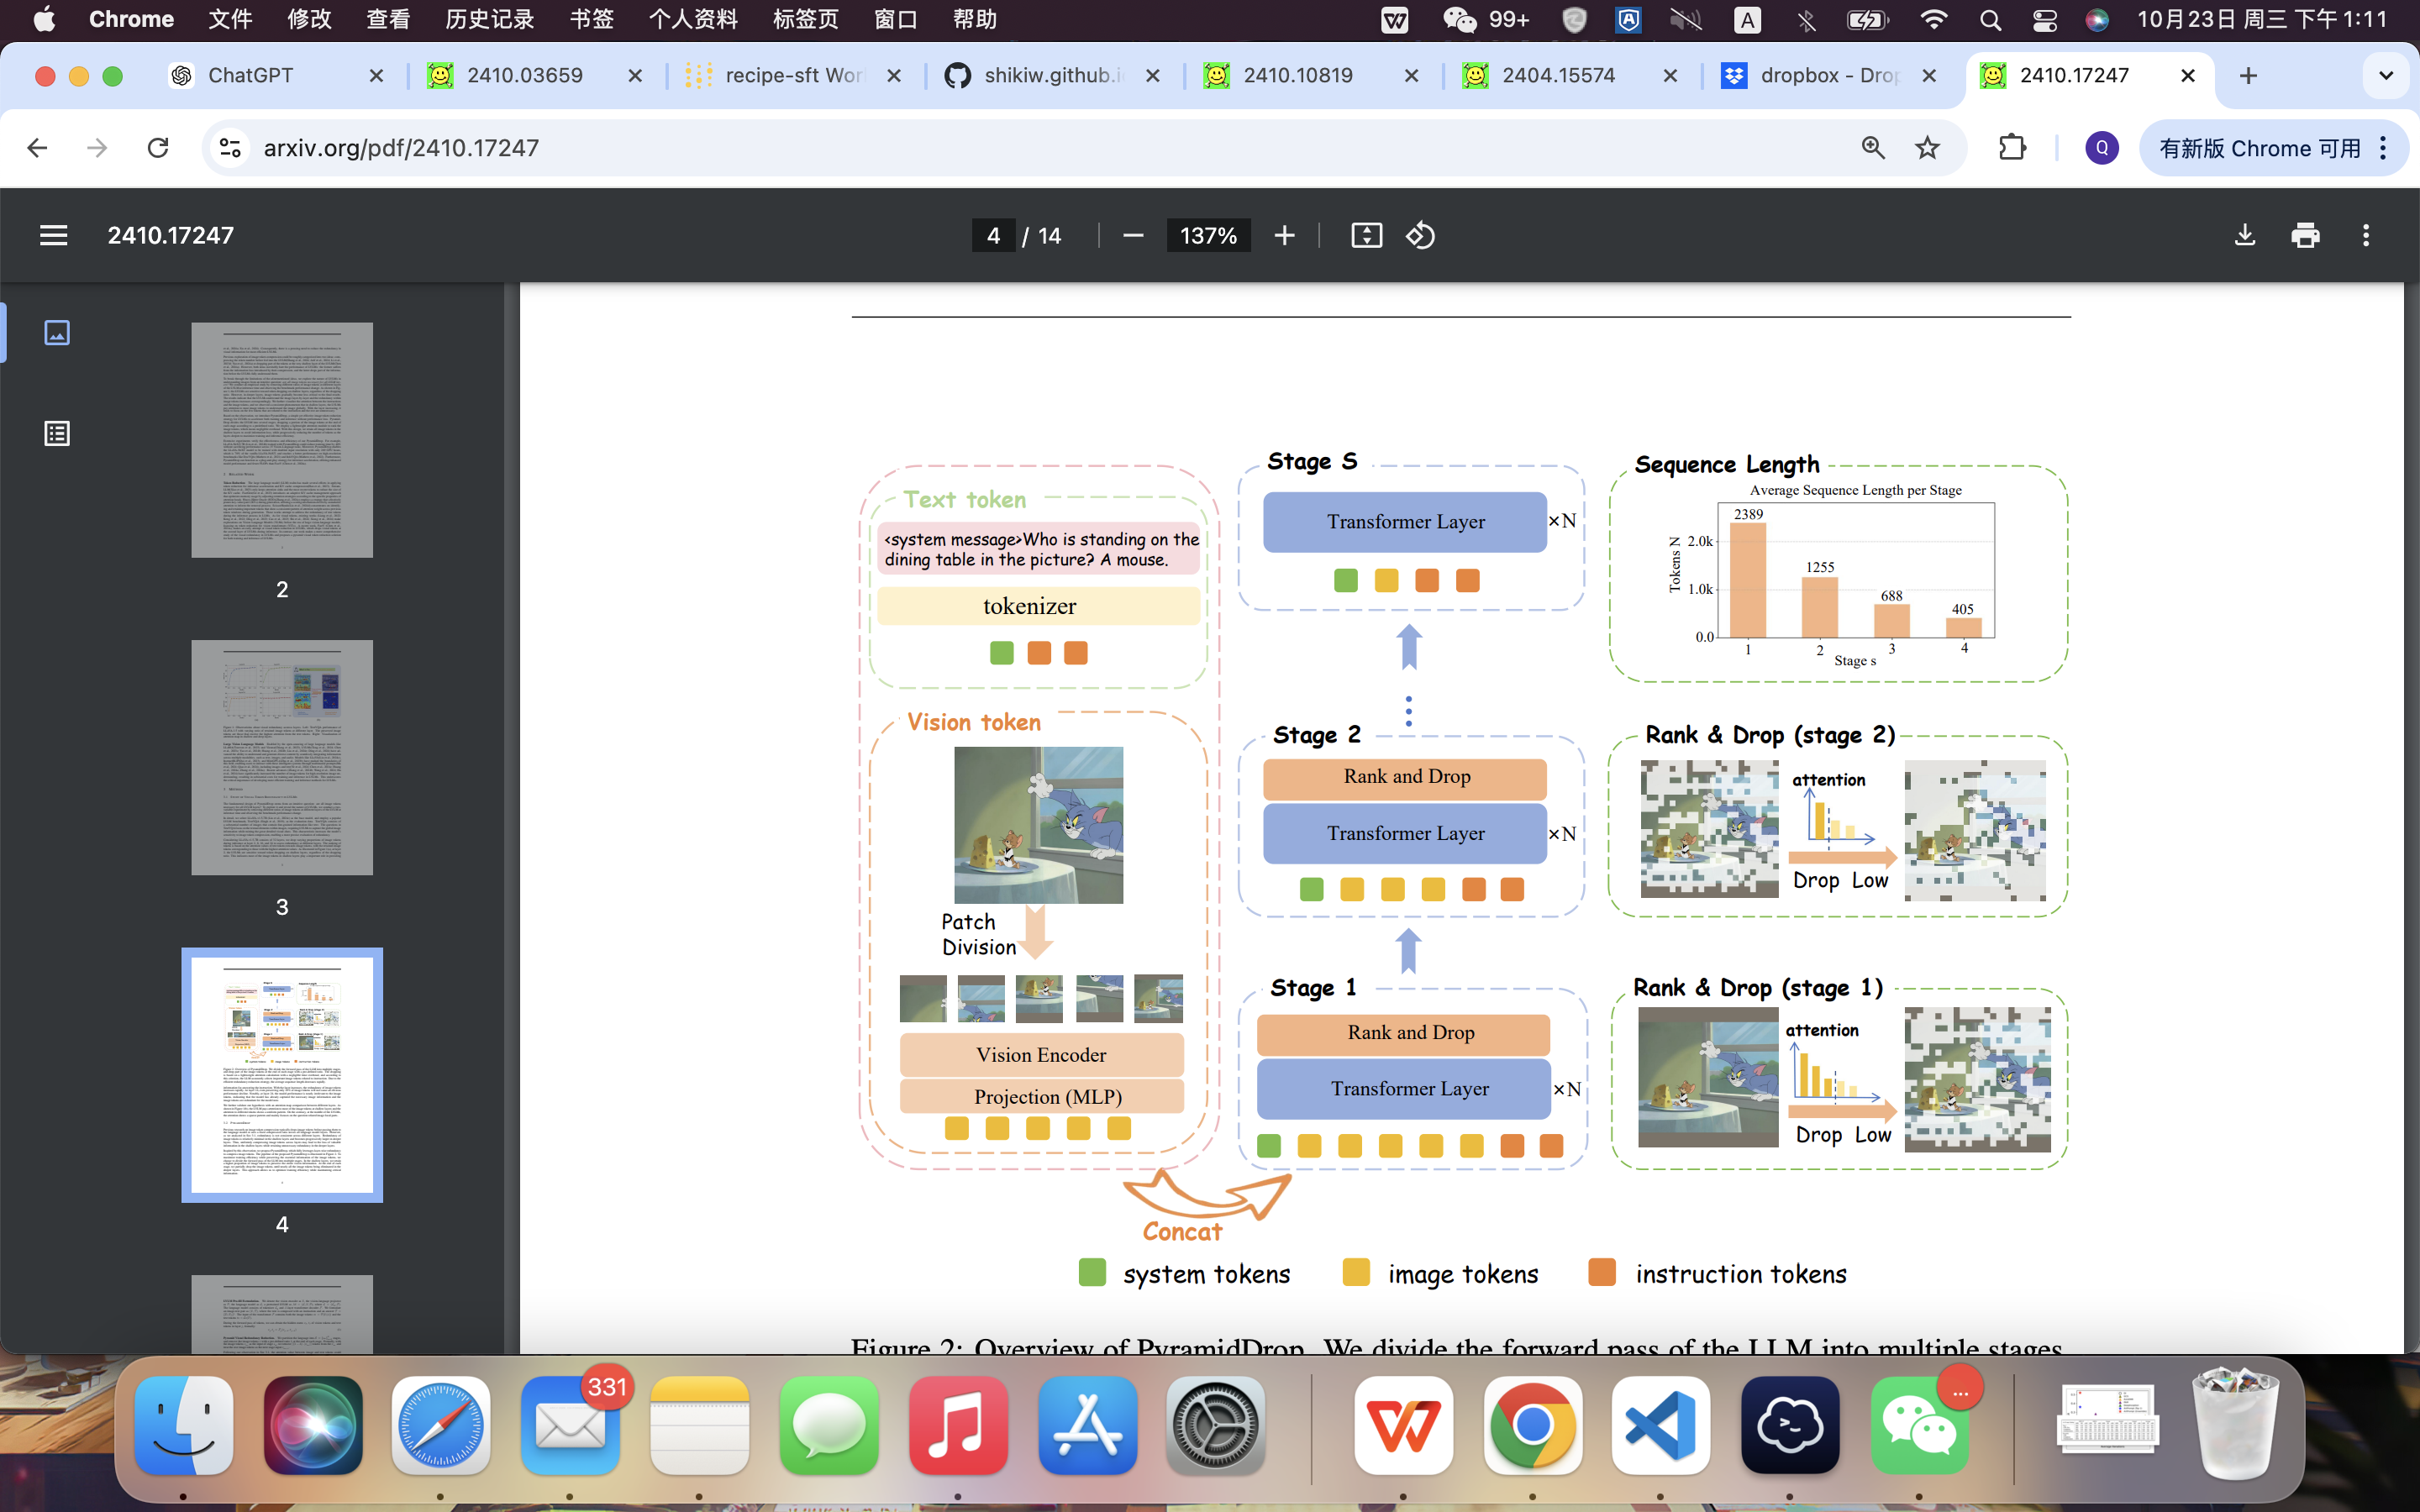 Chrome 文件 修改 查看 历史记录 书签 个人资料 标签页 窗口 帮助 99+ A A 10月23日 周三 下午 1:11
ChatGPT 2410.03659 recipe-sft Wor shikiw.github.i 2410.10819 2404.15574 dropbox - Drop 2410.17247
arxiv.org/pdf/2410.17247 Q 有新版 Chrome 可用
2410.17247 4 / 14 137%
2
3
4
Text token
<system message>Who is standing on the
dining table in the picture? A mouse.
tokenizer
Vision token
Patch
Division
Vision Encoder
Projection (MLP)
Concat
Stage S
Transformer Layer ×N
Stage 2
Rank and Drop
Transformer Layer ×N
Stage 1
Rank and Drop
Transformer Layer ×N
Sequence Length
Average Sequence Length per Stage
Tokens N
2.0k
1.0k
0.0
2389
1255
688
405
1 2 3 4
Stage s
Rank & Drop (stage 2)
attention
Drop Low
Rank & Drop (stage 1)
attention
Drop Low
system tokens image tokens instruction tokens
Figure 2: Overview of PyramidDrop. We divide the forward pass of the LLM into multiple stages
331
...